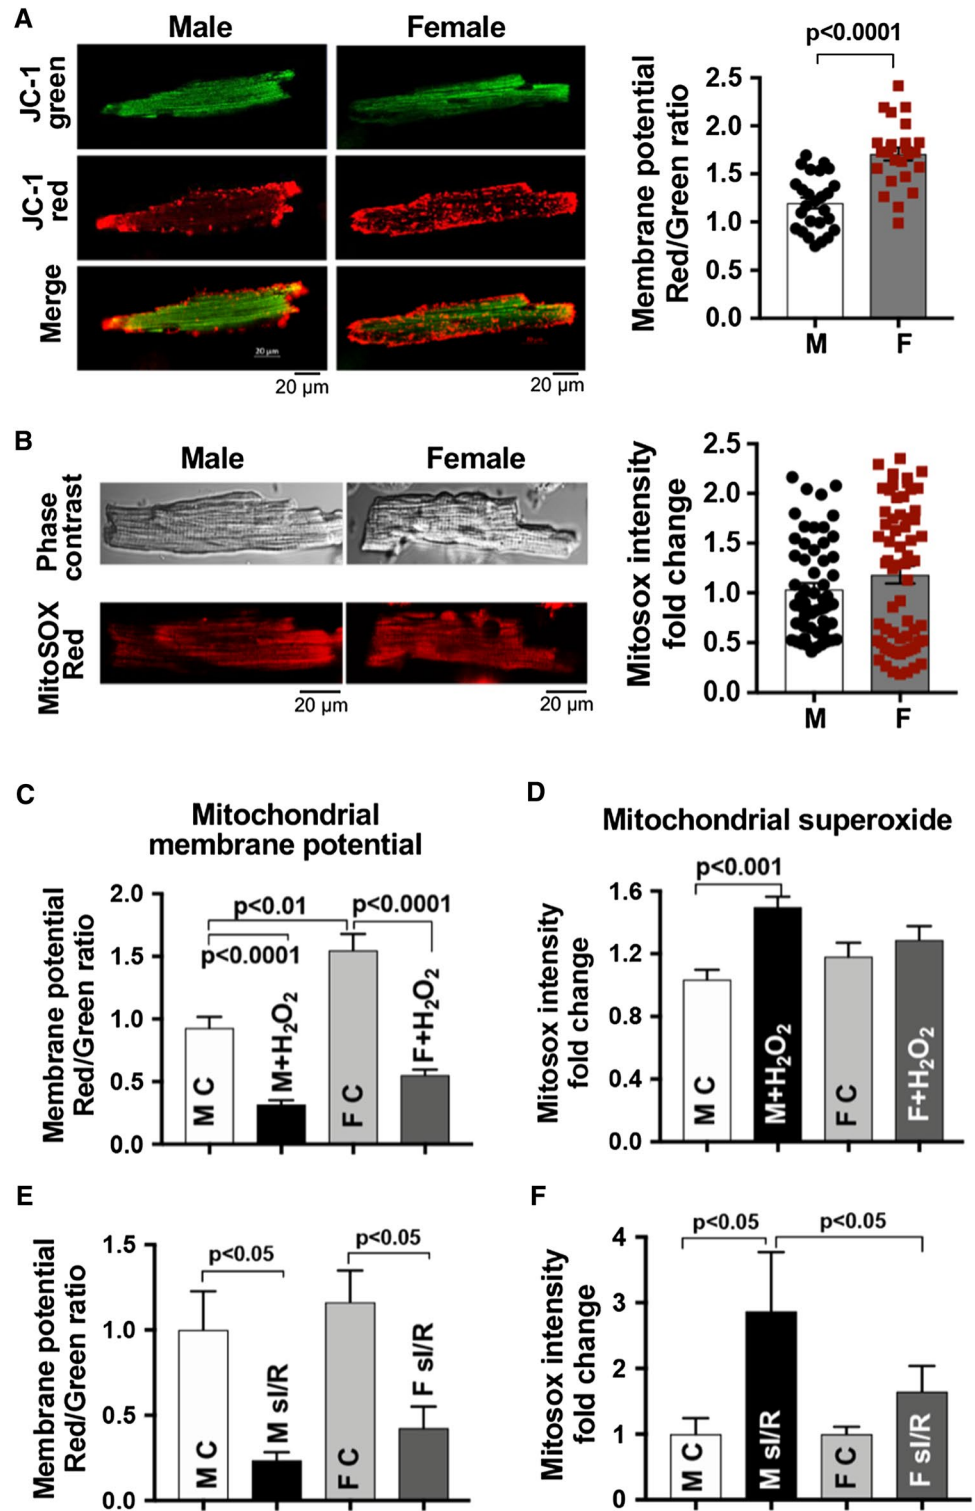 A
Male
Female
JC-1
green
JC-1
red
Merge
20 µm
20 µm
20 µm
p<0.0001
Membrane potential
Red/Green ratio
2.5
2.0
1.5
1.0
0.5
0.0
M
F
B
Male
Female
Phase
contrast
MitoSOX
Red
20 µm
20 µm
Mitosox intensity
fold change
2.5
2.0
1.5
1.0
0.5
0.0
M
F
C
Mitochondrial
membrane potential
Membrane potential
Red/Green ratio
2.0
1.5
1.0
0.5
0.0
p<0.01
p<0.0001
p<0.0001
M C
M+H₂O₂
F C
F+H₂O₂
D
Mitochondrial superoxide
Mitosox intensity
fold change
1.6
1.2
0.8
0.4
0.0
p<0.001
M C
M+H₂O₂
F C
F+H₂O₂
E
Membrane potential
Red/Green ratio
1.5
1.0
0.5
0.0
p<0.05
p<0.05
M C
M sI/R
F C
F sI/R
F
Mitosox intensity
fold change
4
3
2
1
0
p<0.05
p<0.05
M C
M sI/R
F C
F sI/R